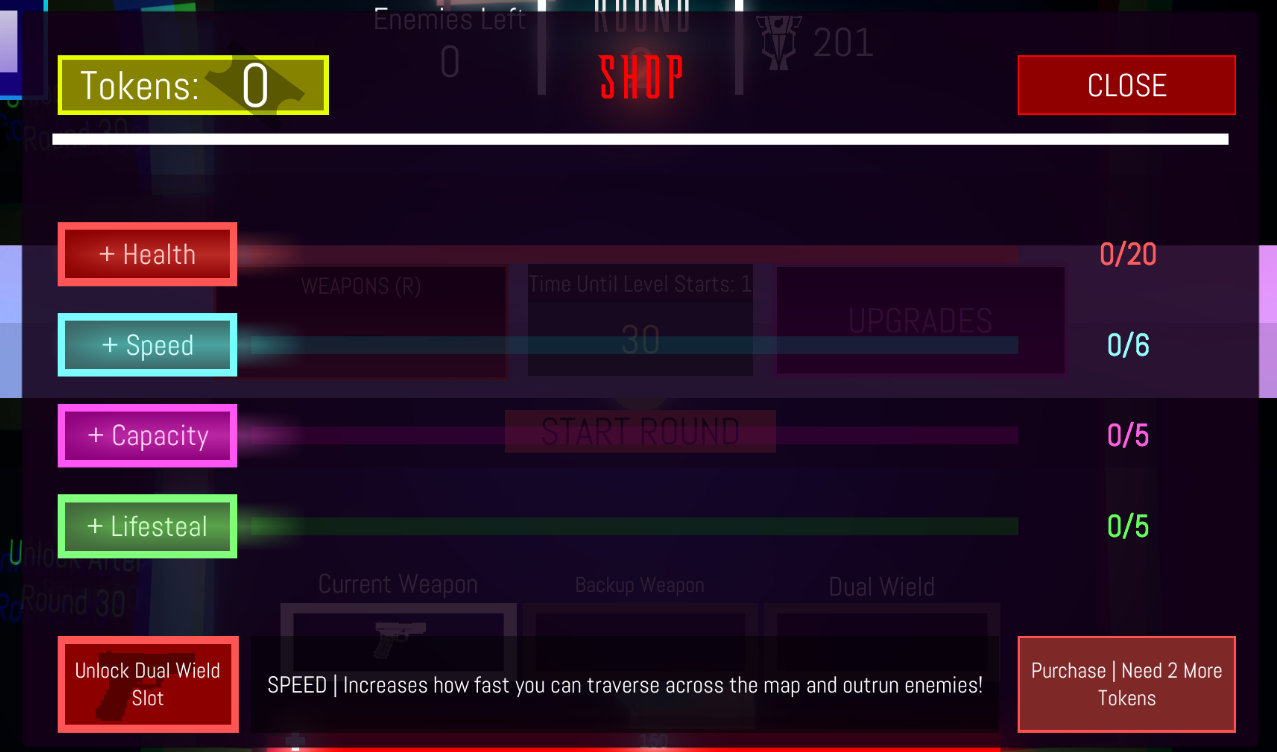 Enemies Left
ROUND
0
201
Tokens: 0
SHOP
CLOSE
Round 30
+ Health
0/20
WEAPONS (R)
Time Until Level Starts: 1
+ Speed
30
UPGRADES
0/6
+ Capacity
START ROUND
0/5
+ Lifesteal
0/5
Unlock After
Round 30
Current Weapon
Backup Weapon
Dual Wield
Unlock Dual Wield
Slot
SPEED | Increases how fast you can traverse across the map and outrun enemies!
Purchase | Need 2 More
Tokens
150